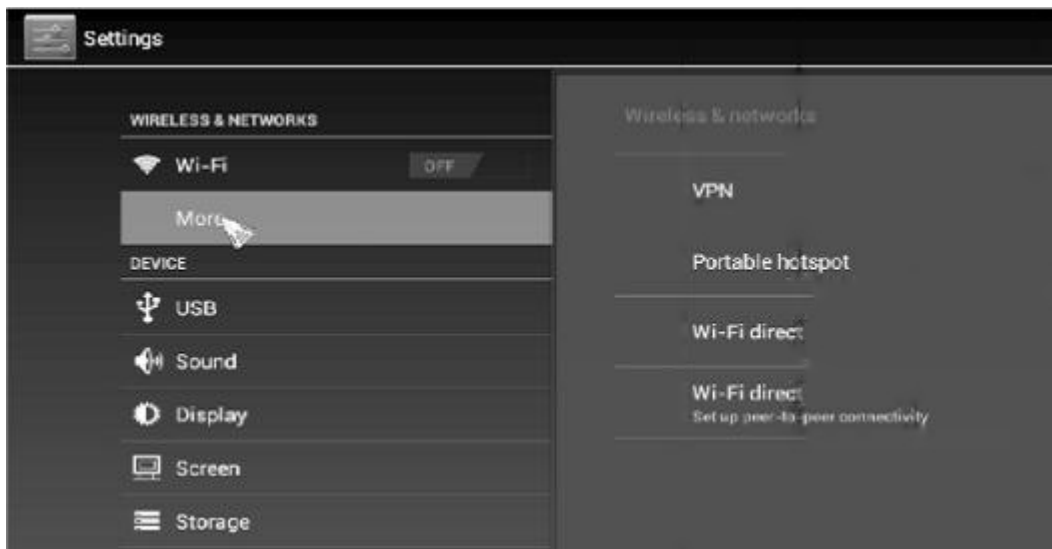 Settings
WIRELESS & NETWORKS
Wi-Fi OFF
More
DEVICE
USB
Sound
Display
Screen
Storage
Wireless & networks
VPN
Portable hotspot
Wi-Fi direct
Wi-Fi direct
Set up peer-to-peer connectivity